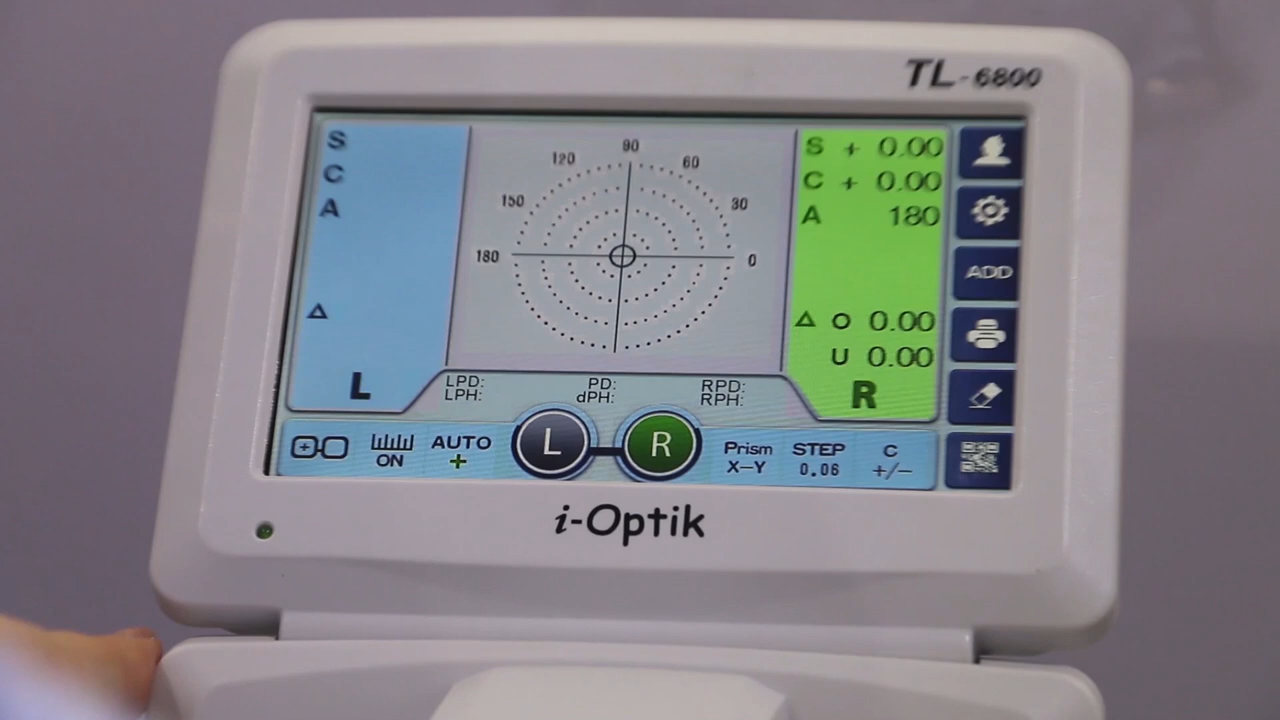 TL-6800
S
C
A
Δ
L
90
120
60
150
30
180
0
S + 0.00
C + 0.00
A 180
Δ O 0.00
U 0.00
R
ADD
LPD:
LPH:
PD:
dPH:
RPD:
RPH:
ON
AUTO
+
L
R
Prism
X-Y
STEP
0.06
C
+/-
i-Optik